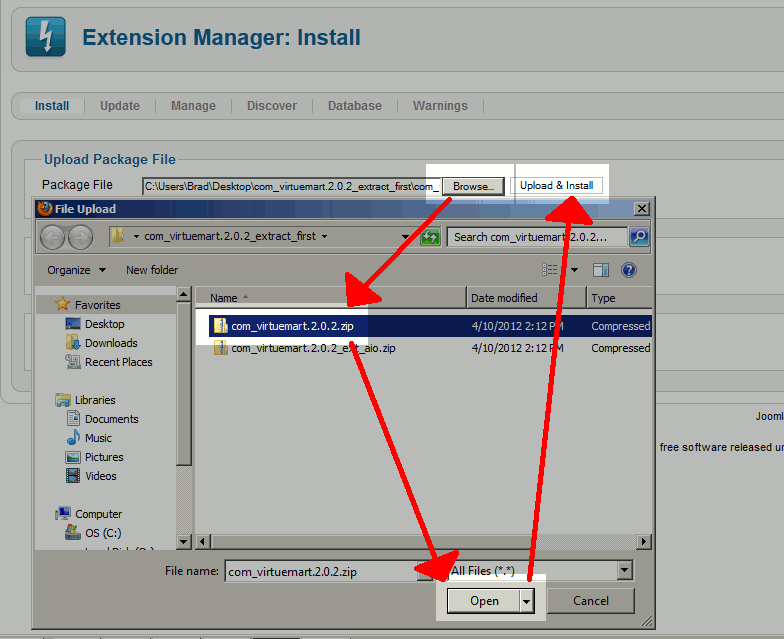 Extension Manager: Install
Install Update Manage Discover Database Warnings
Upload Package File
Package File C:\Users\Brad\Desktop\com_virtuemart.2.0.2_extract_first\com_ Browse... Upload & Install
File Upload
com_virtuemart.2.0.2_extract_first Search com_virtuemart.2.0.2...
Organize New folder
Name Date modified Type
Favorites
Desktop
Downloads
Recent Places
Libraries
Documents
Music
Pictures
Videos
Computer
OS (C:)
com_virtuemart.2.0.2.zip 4/10/2012 2:12 PM Compressed
com_virtuemart.2.0.2_ext_aio.zip 4/10/2012 2:12 PM Compressed
Jooml
free software released un
File name: com_virtuemart.2.0.2.zip All Files (*.*)
Open Cancel